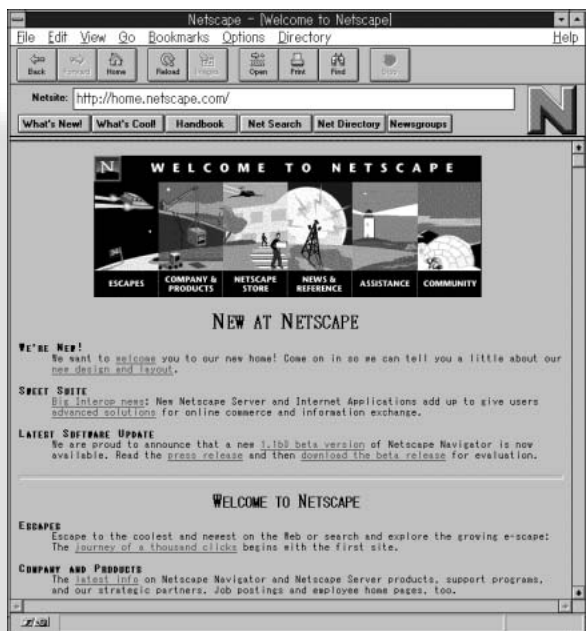 Netscape - [Welcome to Netscape]
File Edit View Go Bookmarks Options Directory Help
Back Forward Home Reload Images Open Print Find Stop
Netsite: http://home.netscape.com/
What's New! What's Cool! Handbook Net Search Net Directory Newsgroups
N
N WELCOME TO NETSCAPE
ESCAPES COMPANY & PRODUCTS NETSCAPE STORE NEWS & REFERENCE ASSISTANCE COMMUNITY
NEW AT NETSCAPE
WE'RE NEW!
We want to welcome you to our new home! Come on in so we can tell you a little about our
new design and layout.
SWEET SUITE
Big Interop news: New Netscape Server and Internet Applications add up to give users
advanced solutions for online commerce and information exchange.
LATEST SOFTWARE UPDATE
We are proud to announce that a new 1.1b3 beta version of Netscape Navigator is now
available. Read the press release and then download the beta release for evaluation.
WELCOME TO NETSCAPE
ESCAPES
Escape to the coolest and newest on the Web or search and explore the growing e-scape:
The journey of a thousand clicks begins with the first site.
COMPANY AND PRODUCTS
The latest info on Netscape Navigator and Netscape Server products, support programs,
and our strategic partners. Job postings and employee home pages, too.